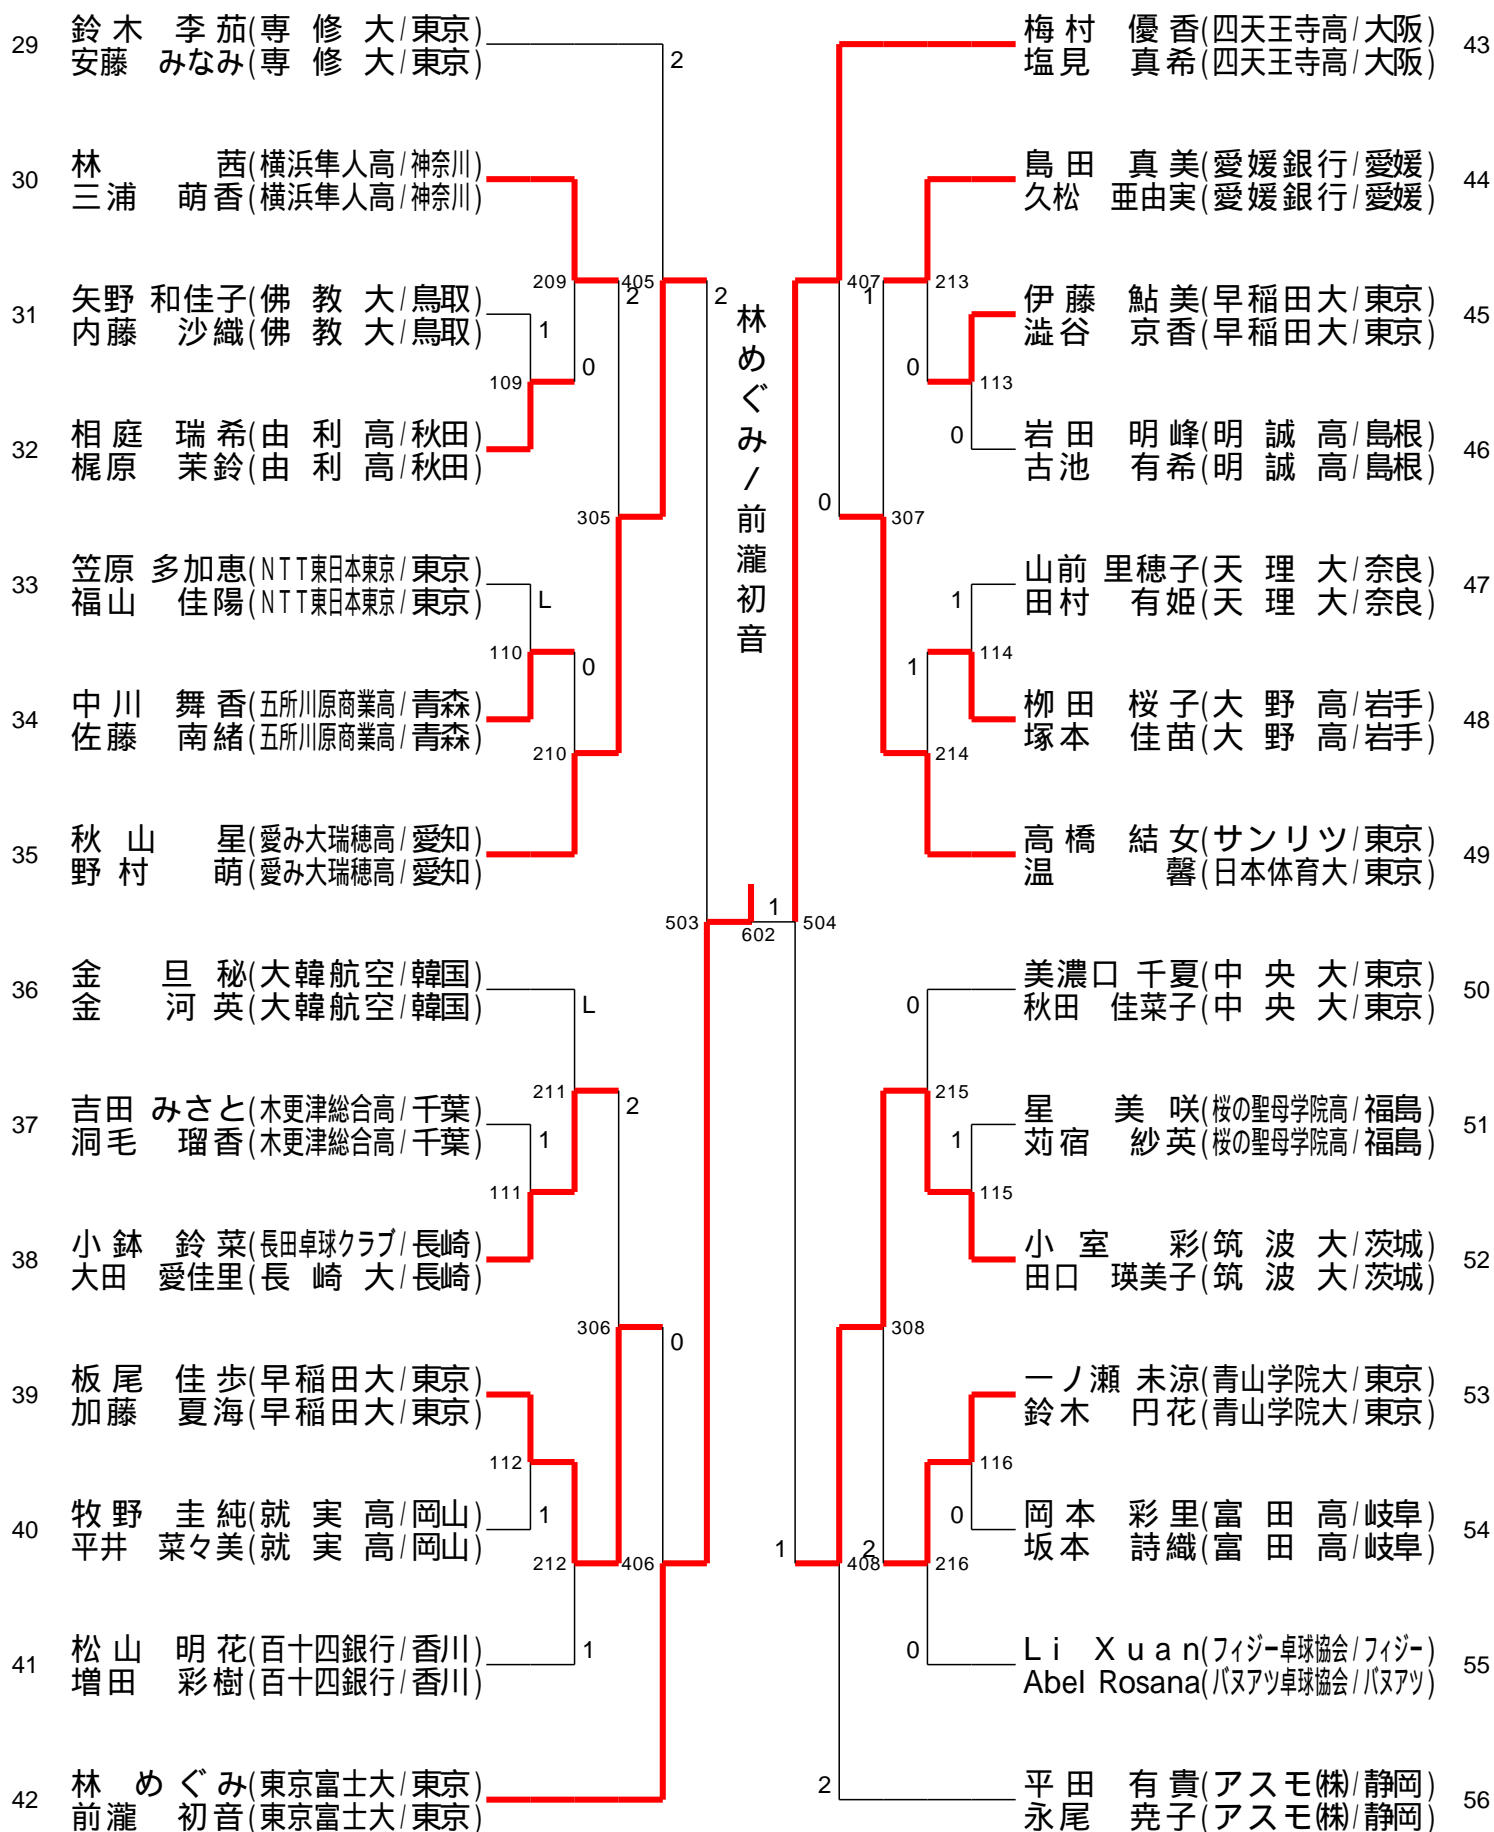 29
鈴木 李茄(専修大/東京)
安藤 みなみ(専修大/東京)
2
30
林 茜(横浜隼人高/神奈川)
三浦 萌香(横浜隼人高/神奈川)
209
405
2
2
31
矢野 和佳子(佛教大/鳥取)
内藤 沙織(佛教大/鳥取)
1
0
109
32
相庭 瑞希(由利高/秋田)
梶原 茉鈴(由利高/秋田)
305
33
笠原 多加恵(NTT東日本東京/東京)
福山 佳陽(NTT東日本東京/東京)
L
110
0
34
中川 舞香(五所川原商業高/青森)
佐藤 南緒(五所川原商業高/青森)
210
35
秋山 星(愛み大瑞穂高/愛知)
野村 萌(愛み大瑞穂高/愛知)
503
36
金 旦秘(大韓航空/韓国)
金 河英(大韓航空/韓国)
L
211
2
37
吉田 みさと(木更津総合高/千葉)
洞毛 瑠香(木更津総合高/千葉)
1
111
38
小鉢 鈴菜(長田卓球クラブ/長崎)
大田 愛佳里(長崎大/長崎)
306
0
39
板尾 佳歩(早稲田大/東京)
加藤 夏海(早稲田大/東京)
112
40
牧野 圭純(就実高/岡山)
平井 菜々美(就実高/岡山)
1
212
406
41
松山 明花(百十四銀行/香川)
増田 彩樹(百十四銀行/香川)
1
42
林 めぐみ(東京富士大/東京)
前瀧 初音(東京富士大/東京)
林めぐみ/前瀧初音
1
602
梅村 優香(四天王寺高/大阪)
塩見 真希(四天王寺高/大阪)
43
島田 真美(愛媛銀行/愛媛)
久松 亜由実(愛媛銀行/愛媛)
44
407
1
213
伊藤 鮎美(早稲田大/東京)
澁谷 京香(早稲田大/東京)
45
0
113
0
岩田 明峰(明誠高/島根)
古池 有希(明誠高/島根)
46
0
307
山前 里穂子(天理大/奈良)
田村 有姫(天理大/奈良)
47
1
1
114
栁田 桜子(大野高/岩手)
塚本 佳苗(大野高/岩手)
48
214
高橋 結女(サンリツ/東京)
温 馨(日本体育大/東京)
49
504
美濃口 千夏(中央大/東京)
秋田 佳菜子(中央大/東京)
50
0
215
星 美咲(桜の聖母学院高/福島)
苅宿 紗英(桜の聖母学院高/福島)
51
1
115
小室 彩(筑波大/茨城)
田口 瑛美子(筑波大/茨城)
52
308
一ノ瀬 未涼(青山学院大/東京)
鈴木 円花(青山学院大/東京)
53
116
0
岡本 彩里(富田高/岐阜)
坂本 詩織(富田高/岐阜)
54
1
408
2
216
0
Li Xuan(フィジー卓球協会/フィジー)
Abel Rosana(バヌアツ卓球協会/バヌアツ)
55
2
平田 有貴(アスモ(株)/静岡)
永尾 尭子(アスモ(株)/静岡)
56